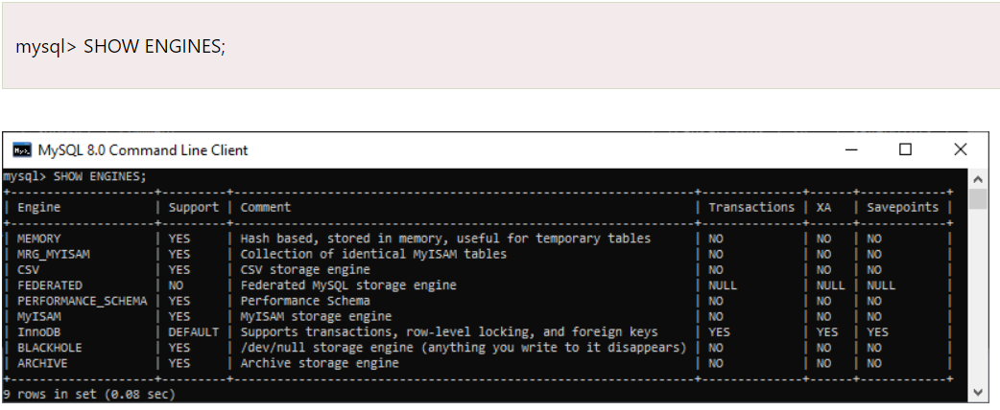 mysql> SHOW ENGINES;
MySQL 8.0 Command Line Client
mysql> SHOW ENGINES;
+--------------------+---------+----------------------------------------------------------------+--------------+------+------------+
| Engine | Support | Comment | Transactions | XA | Savepoints |
+--------------------+---------+----------------------------------------------------------------+--------------+------+------------+
| MEMORY | YES | Hash based, stored in memory, useful for temporary tables | NO | NO | NO |
| MRG_MYISAM | YES | Collection of identical MyISAM tables | NO | NO | NO |
| CSV | YES | CSV storage engine | NO | NO | NO |
| FEDERATED | NO | Federated MySQL storage engine | NULL | NULL | NULL |
| PERFORMANCE_SCHEMA | YES | Performance Schema | NO | NO | NO |
| MyISAM | YES | MyISAM storage engine | NO | NO | NO |
| InnoDB | DEFAULT | Supports transactions, row-level locking, and foreign keys | YES | YES | YES |
| BLACKHOLE | YES | /dev/null storage engine (anything you write to it disappears) | NO | NO | NO |
| ARCHIVE | YES | Archive storage engine | NO | NO | NO |
+--------------------+---------+----------------------------------------------------------------+--------------+------+------------+
9 rows in set (0.08 sec)